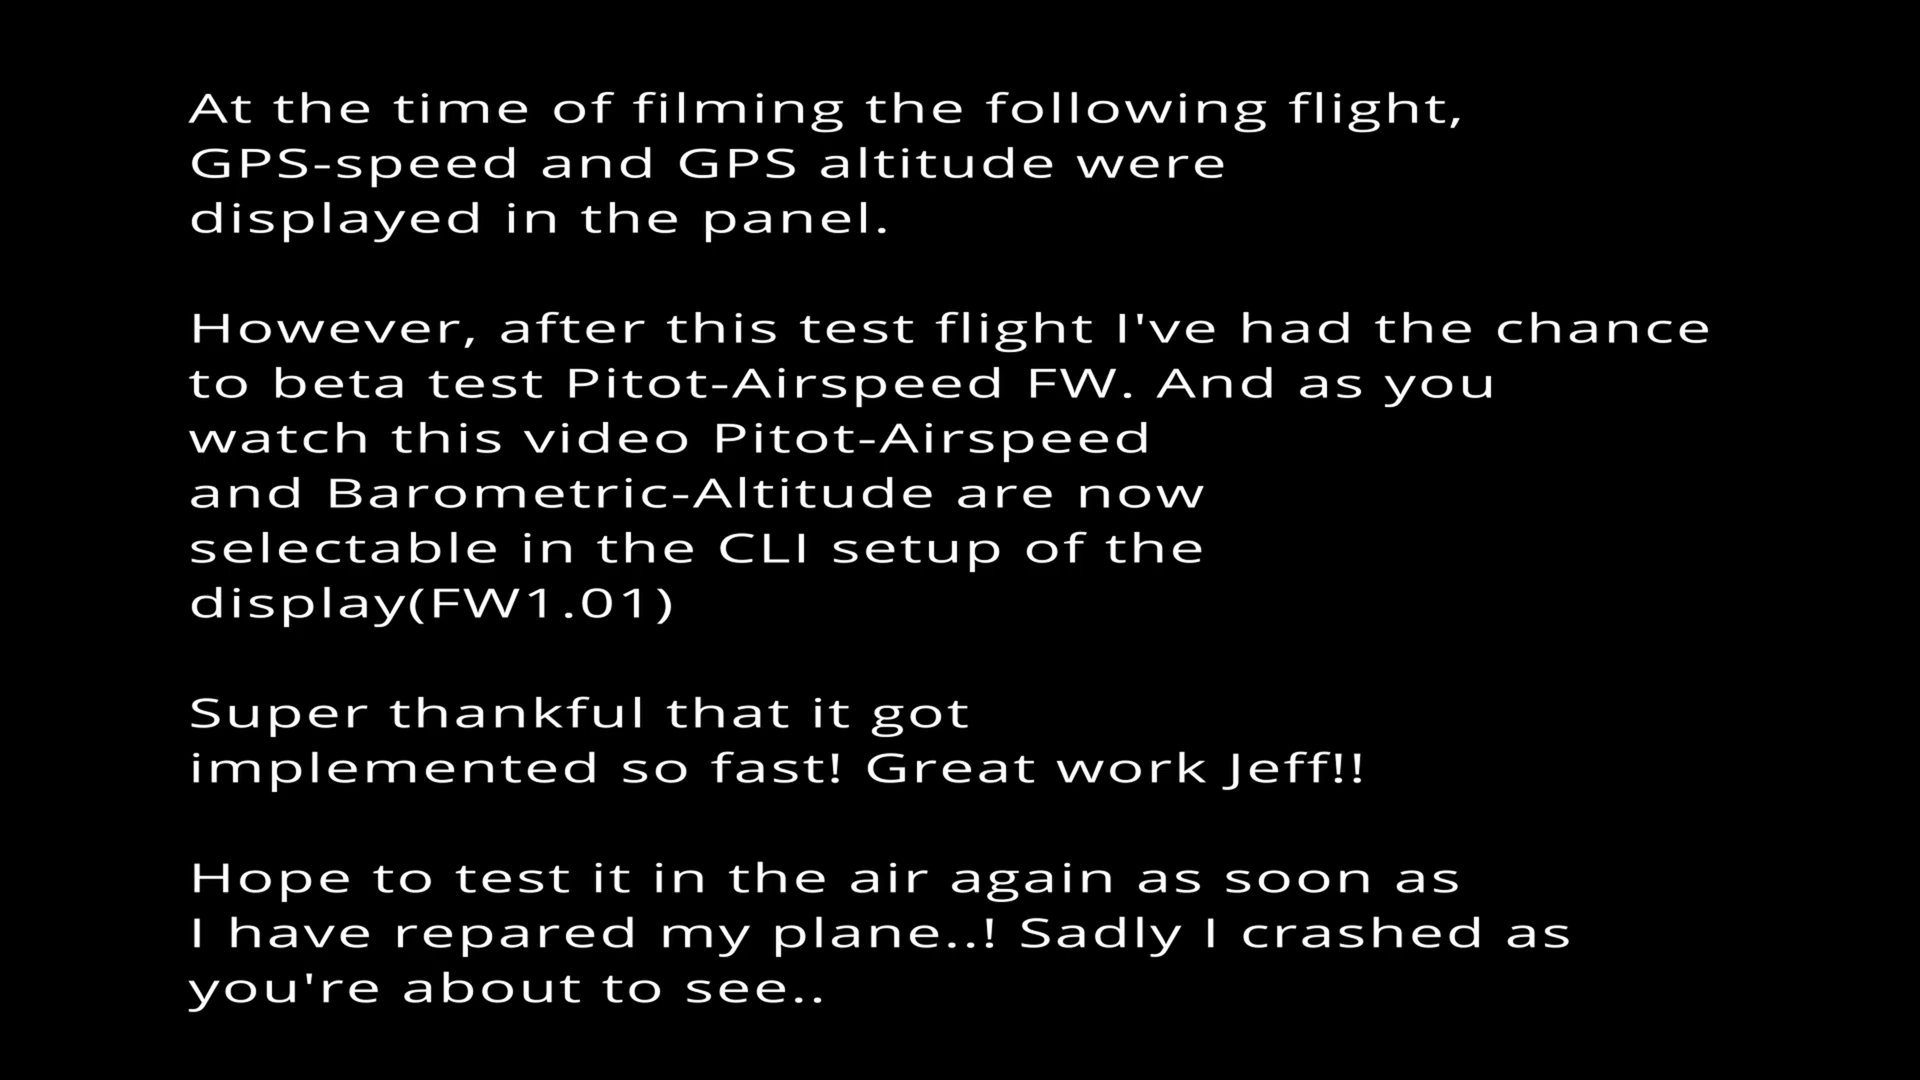 At the time of filming the following flight,
GPS-speed and GPS altitude were
displayed in the panel.
However, after this test flight I've had the chance
to beta test Pitot-Airspeed FW. And as you
watch this video Pitot-Airspeed
and Barometric-Altitude are now
selectable in the CLI setup of the
display(FW1.01)
Super thankful that it got
implemented so fast! Great work Jeff!!
Hope to test it in the air again as soon as
I have repared my plane..! Sadly I crashed as
you're about to see..